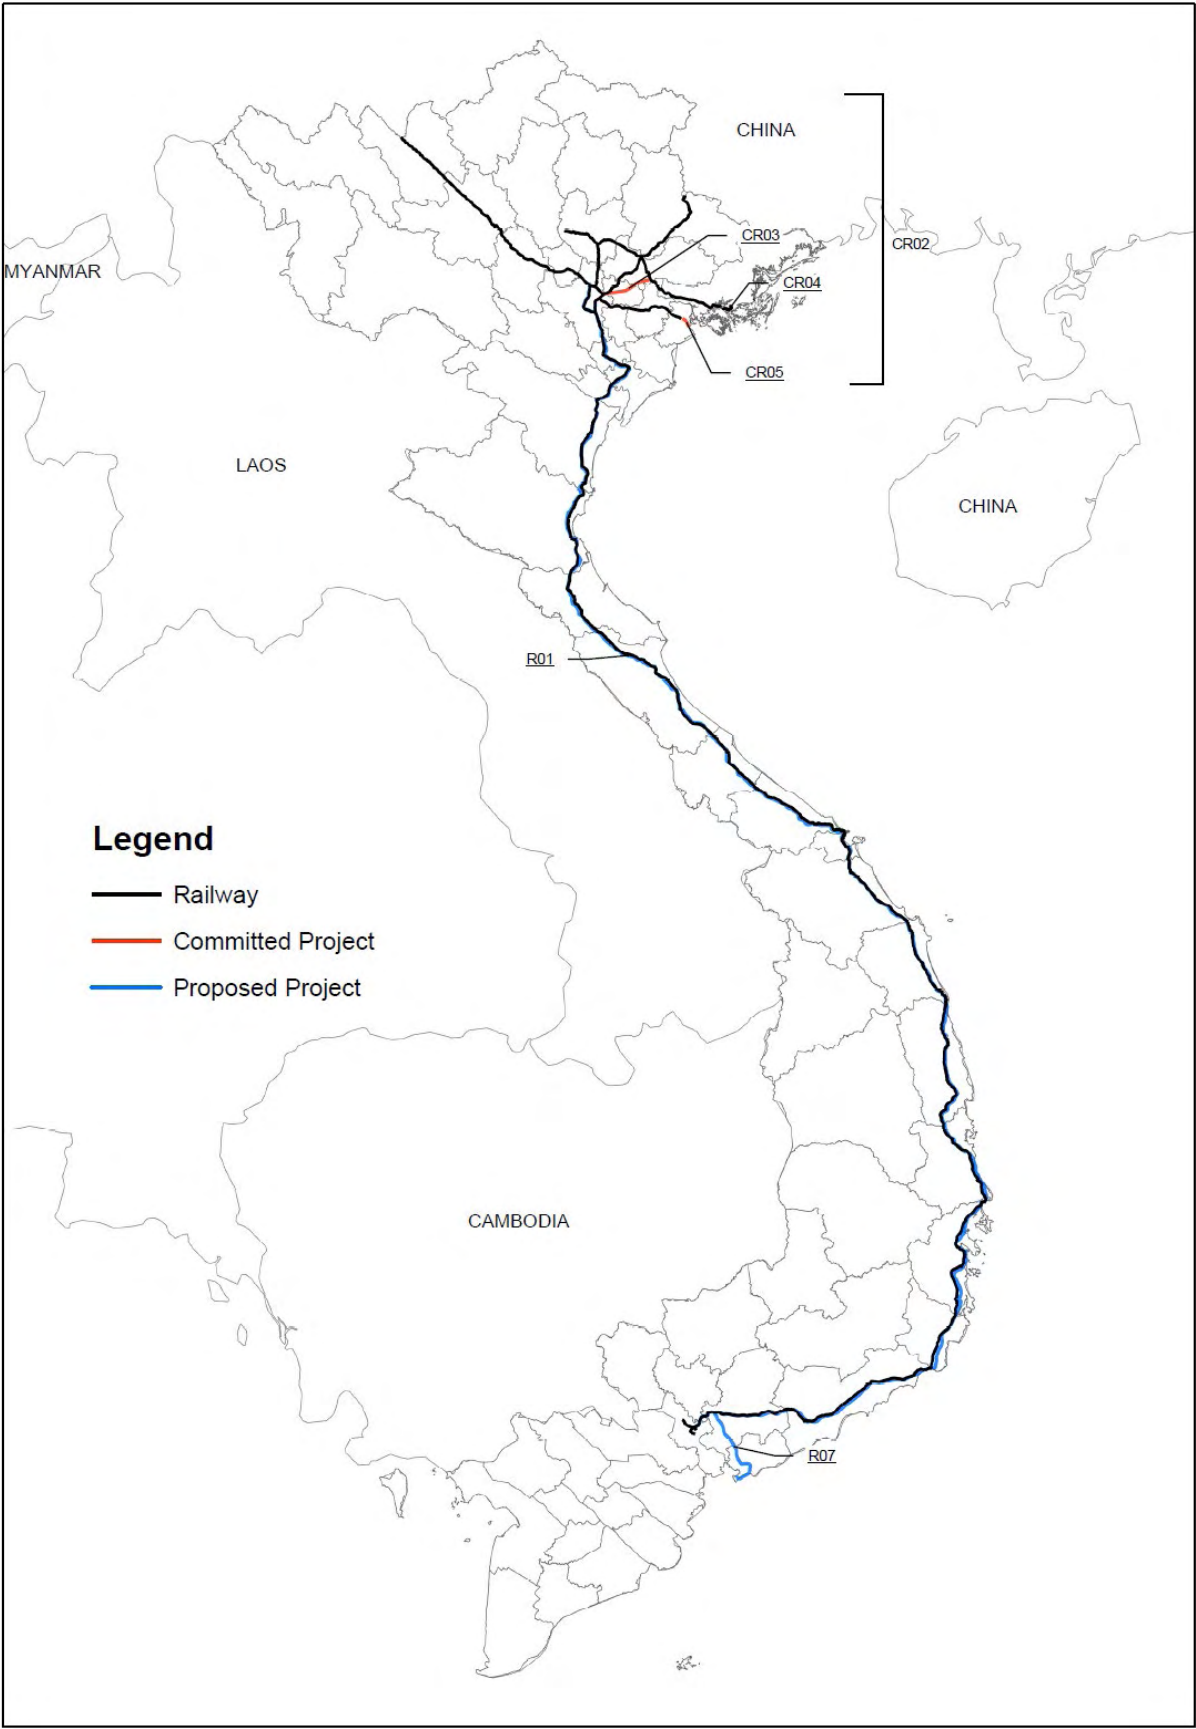 CHINA
CR03
CR02
MYANMAR
CR04
CR05
LAOS
CHINA
R01
Legend
Railway
Committed Project
Proposed Project
CAMBODIA
R07